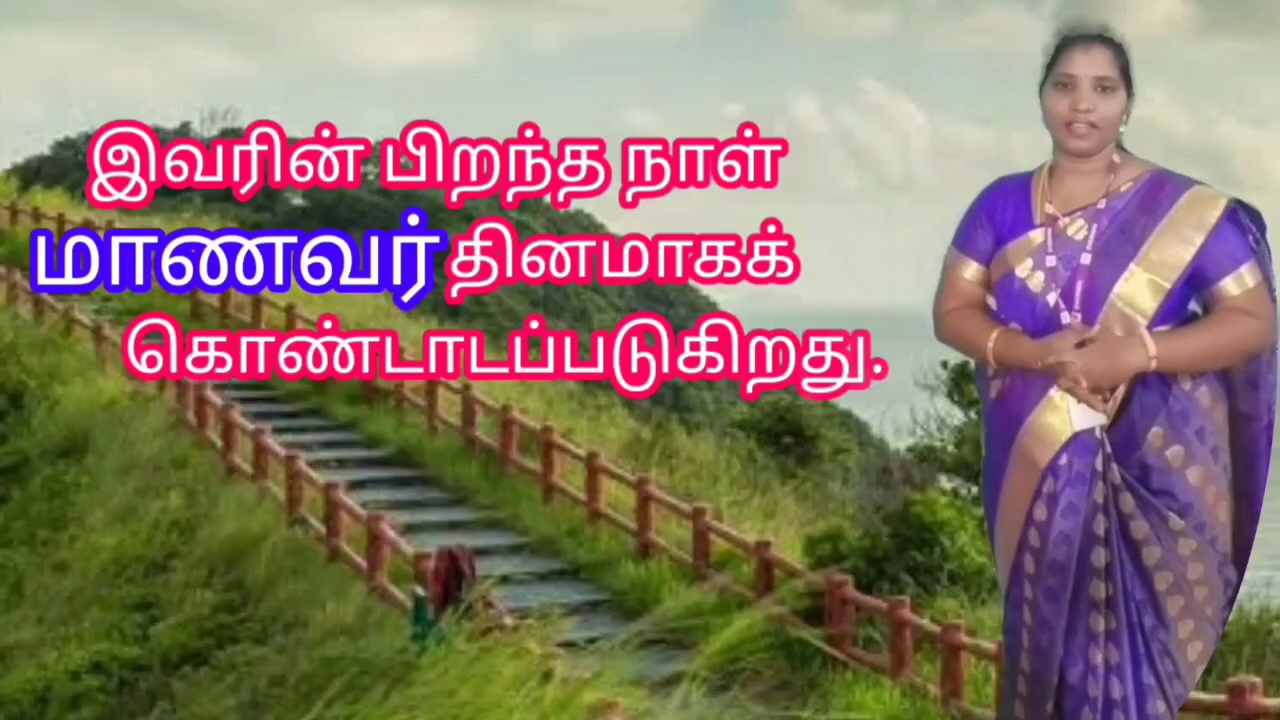 இவரின் பிறந்த நாள்
மாணவர் தினமாகக்
கொண்டாடப்படுகிறது.